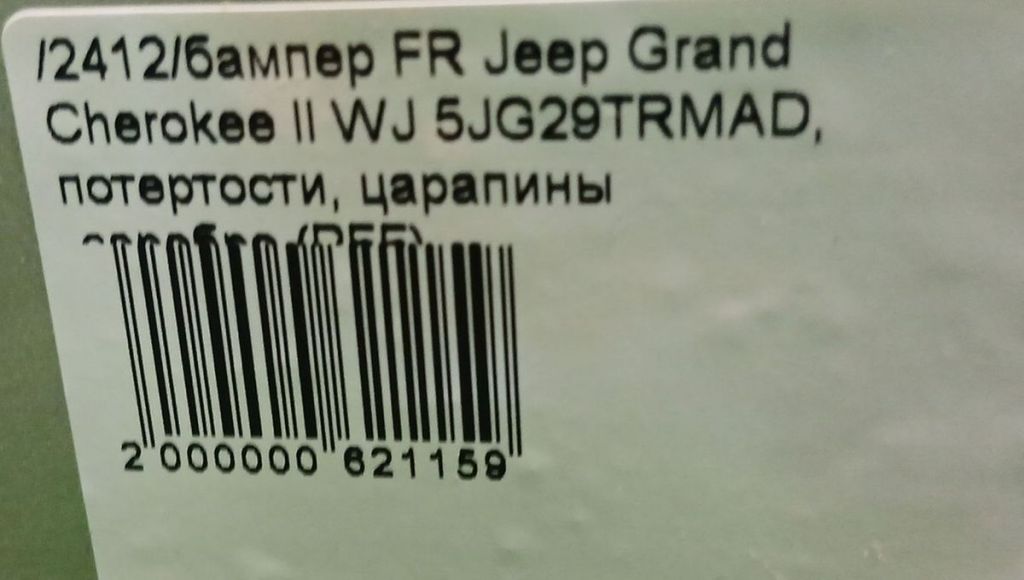 /2412/бампер FR Jeep Grand
Cherokee II WJ 5JG29TRMAD,
потертости, царапины
2 000000 621159